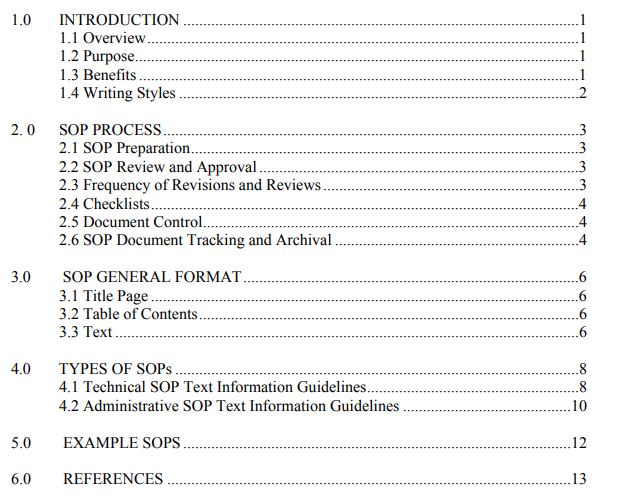 1.0 INTRODUCTION ...............1
1.1 Overview...............1
1.2 Purpose...............1
1.3 Benefits ...............1
1.4 Writing Styles ...............2
2. 0 SOP PROCESS...............3
2.1 SOP Preparation...............3
2.2 SOP Review and Approval ...............3
2.3 Frequency of Revisions and Reviews ...............3
2.4 Checklists...............4
2.5 Document Control...............4
2.6 SOP Document Tracking and Archival ...............4
3.0 SOP GENERAL FORMAT ...............6
3.1 Title Page ...............6
3.2 Table of Contents...............6
3.3 Text ...............6
4.0 TYPES OF SOPs ...............8
4.1 Technical SOP Text Information Guidelines...............8
4.2 Administrative SOP Text Information Guidelines ...............10
5.0 EXAMPLE SOPS ...............12
6.0 REFERENCES ...............13